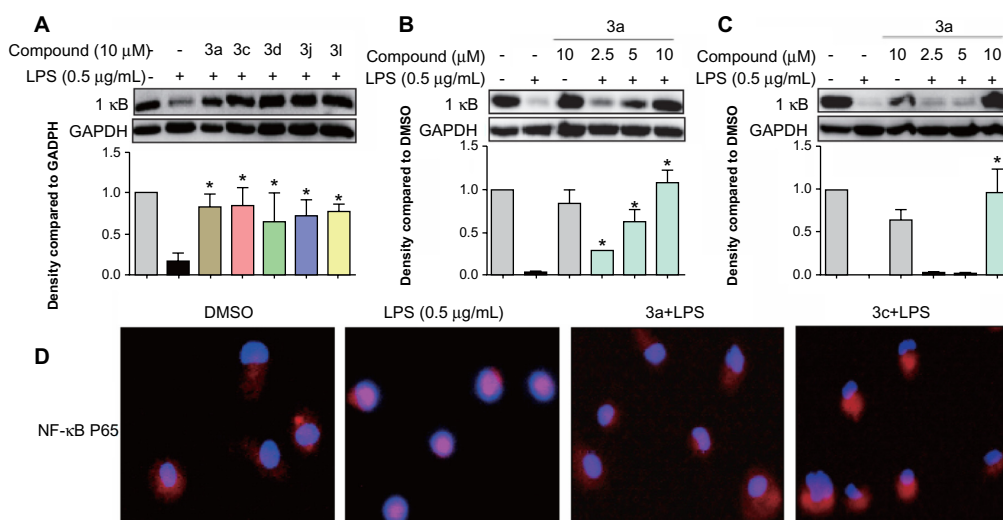 A
Compound (10 μM)- - 3a 3c 3d 3j 3l
LPS (0.5 μg/mL) - + + + + + +
1 κB
GAPDH
Density compared to GADPH
1.5
1.0
0.5
0.0
B
3a
Compound (μM) - - 10 2.5 5 10
LPS (0.5 μg/mL) - + - + + +
1 κB
GAPDH
Density compared to DMSO
1.5
1.0
0.5
0.0
* * *
C
3a
Compound (μM) - - 10 2.5 5 10
LPS (0.5 μg/mL) - + - + + +
1 κB
GAPDH
Density compared to DMSO
1.5
1.0
0.5
0.0
*
* * * * *
D
DMSO LPS (0.5 μg/mL) 3a+LPS 3c+LPS
NF-κB P65